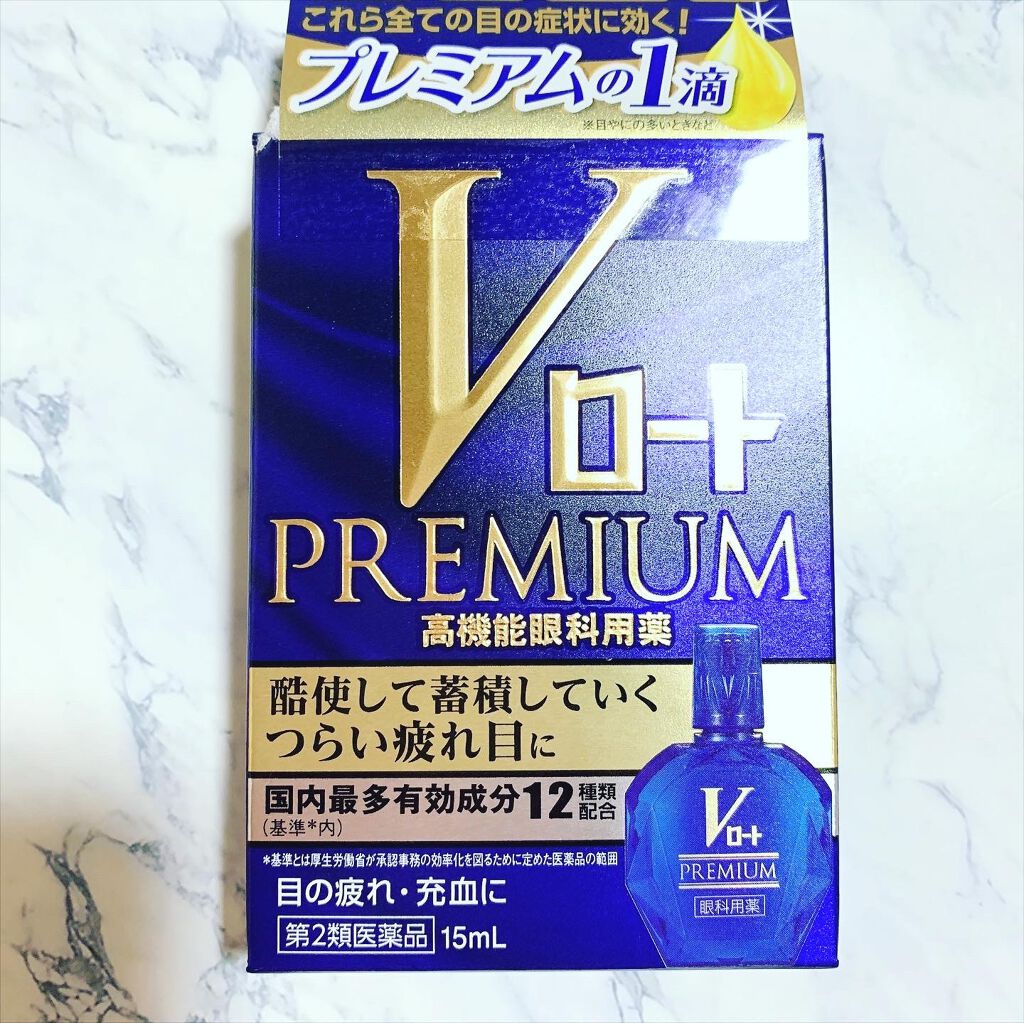 これら全ての目の症状に効く!
プレミアムの1滴
※目やにの多いときなど
Vロート
PREMIUM
高機能眼科用薬
酷使して蓄積していく
つらい疲れ目に
国内最多有効成分12種類配合
(基準*内)
*基準とは厚生労働省が承認事務の効率化を図るために定めた医薬品の範囲
目の疲れ・充血に
第2類医薬品 15mL
Vロート
PREMIUM
眼科用薬